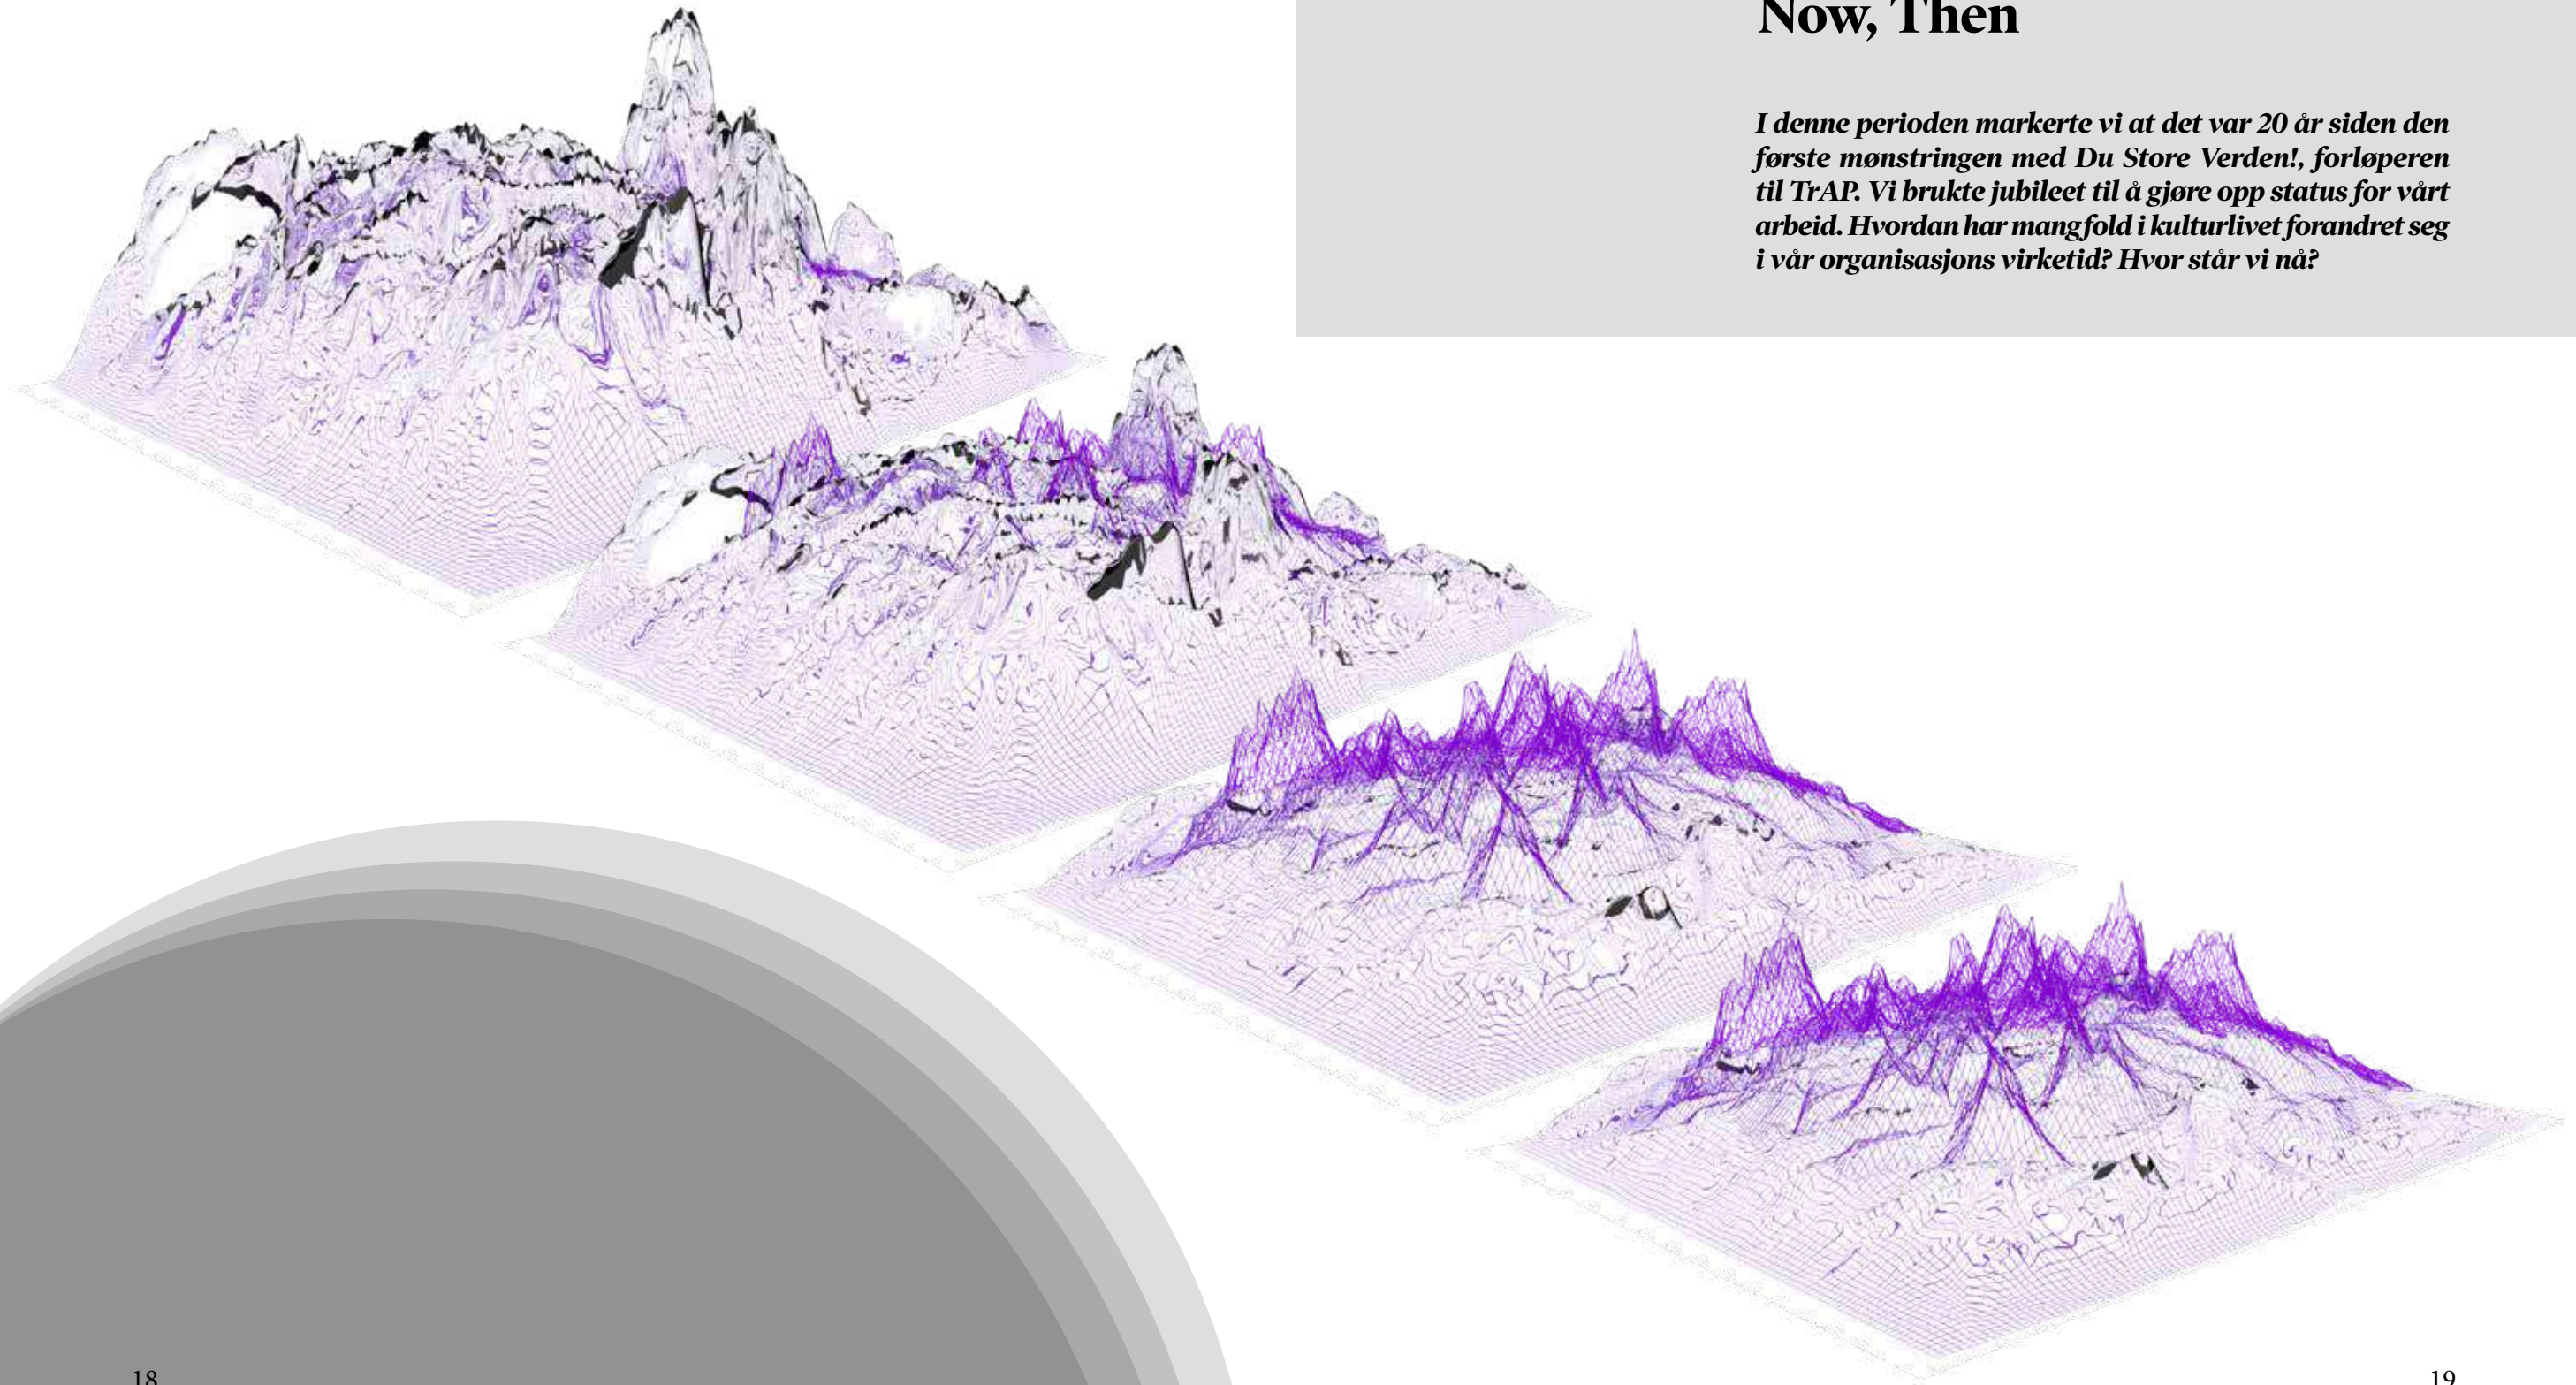 Now, Then
I denne perioden markerte vi at det var 20 år siden den
første mønstringen med Du Store Verden!, forløperen
til TrAP. Vi brukte jubileet til å gjøre opp status for vårt
arbeid. Hvordan har mangfold i kulturlivet forandret seg
i vår organisasjons virketid? Hvor står vi nå?
18
19